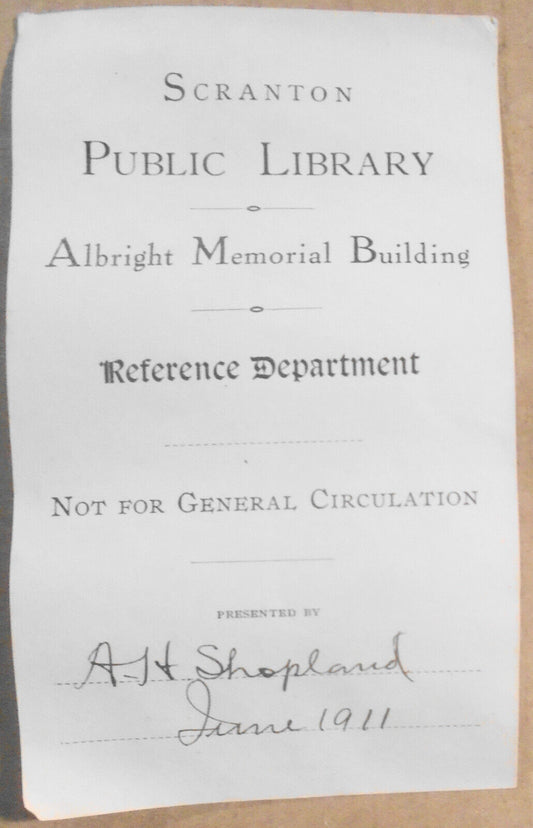 Scranton
Public Library
Albright Memorial Building
Reference Department
Not for General Circulation
PRESENTED BY
A. H Shopland
June 1911